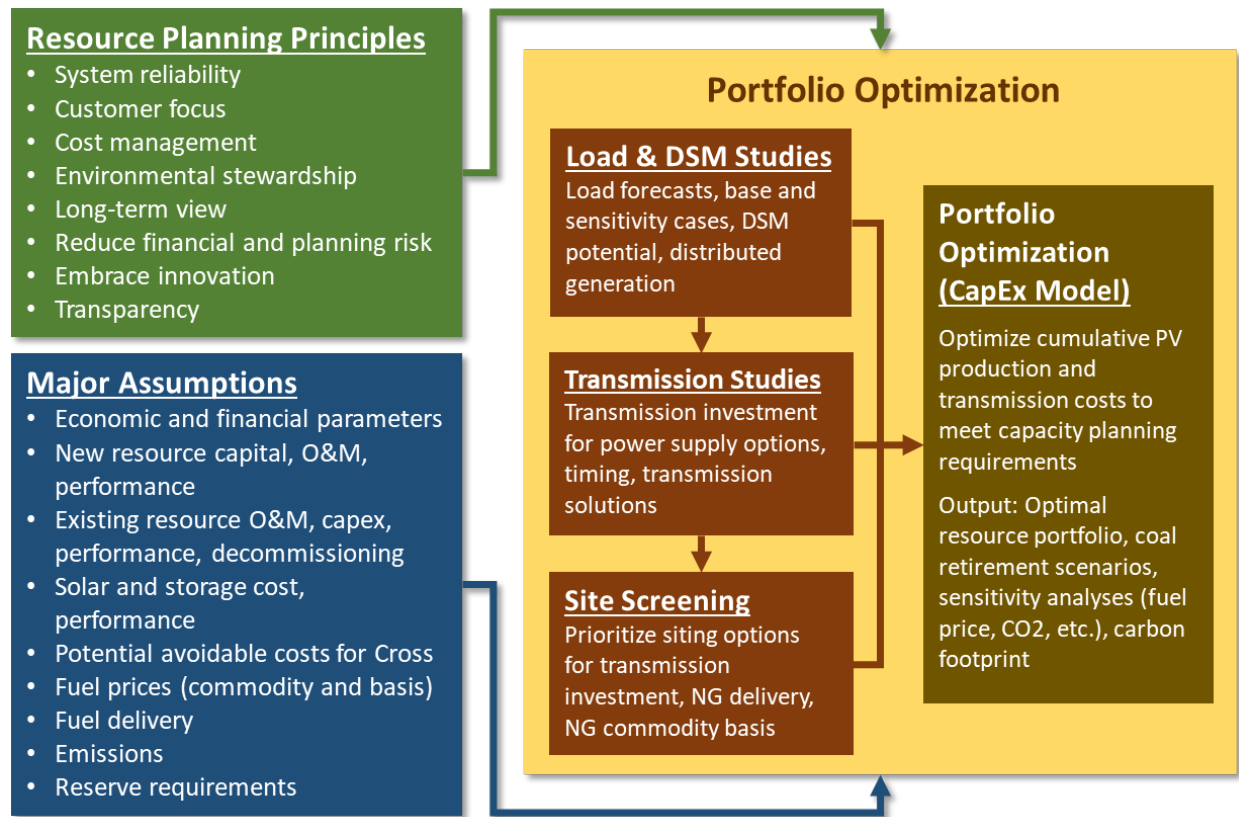 Resource Planning Principles
• System reliability
• Customer focus
• Cost management
• Environmental stewardship
• Long-term view
• Reduce financial and planning risk
• Embrace innovation
• Transparency
Major Assumptions
• Economic and financial parameters
• New resource capital, O&M,
performance
• Existing resource O&M, capex,
performance, decommissioning
• Solar and storage cost,
performance
• Potential avoidable costs for Cross
• Fuel prices (commodity and basis)
• Fuel delivery
• Emissions
• Reserve requirements
Portfolio Optimization
Load & DSM Studies
Load forecasts, base and
sensitivity cases, DSM
potential, distributed
generation
Transmission Studies
Transmission investment
for power supply options,
timing, transmission
solutions
Site Screening
Prioritize siting options
for transmission
investment, NG delivery,
NG commodity basis
Portfolio
Optimization
(CapEx Model)
Optimize cumulative PV
production and
transmission costs to
meet capacity planning
requirements
Output: Optimal
resource portfolio, coal
retirement scenarios,
sensitivity analyses (fuel
price, CO2, etc.), carbon
footprint